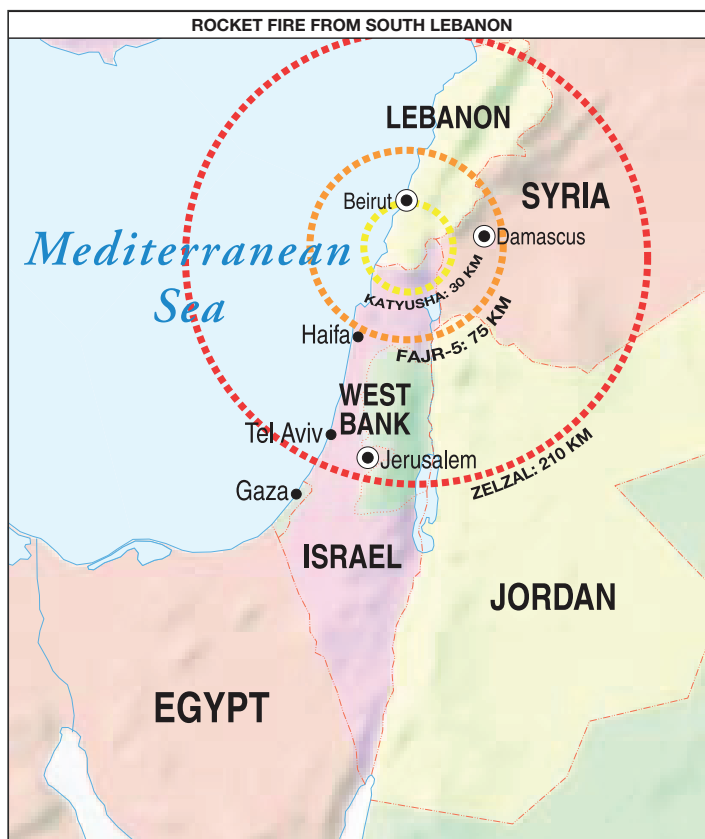 ROCKET FIRE FROM SOUTH LEBANON
LEBANON
Beirut
SYRIA
Damascus
Mediterranean
Sea
KATYUSHA: 30 KM
Haifa
FAJR-5: 75 KM
WEST
BANK
Tel Aviv
Jerusalem
ZELZAL: 210 KM
Gaza
ISRAEL
JORDAN
EGYPT